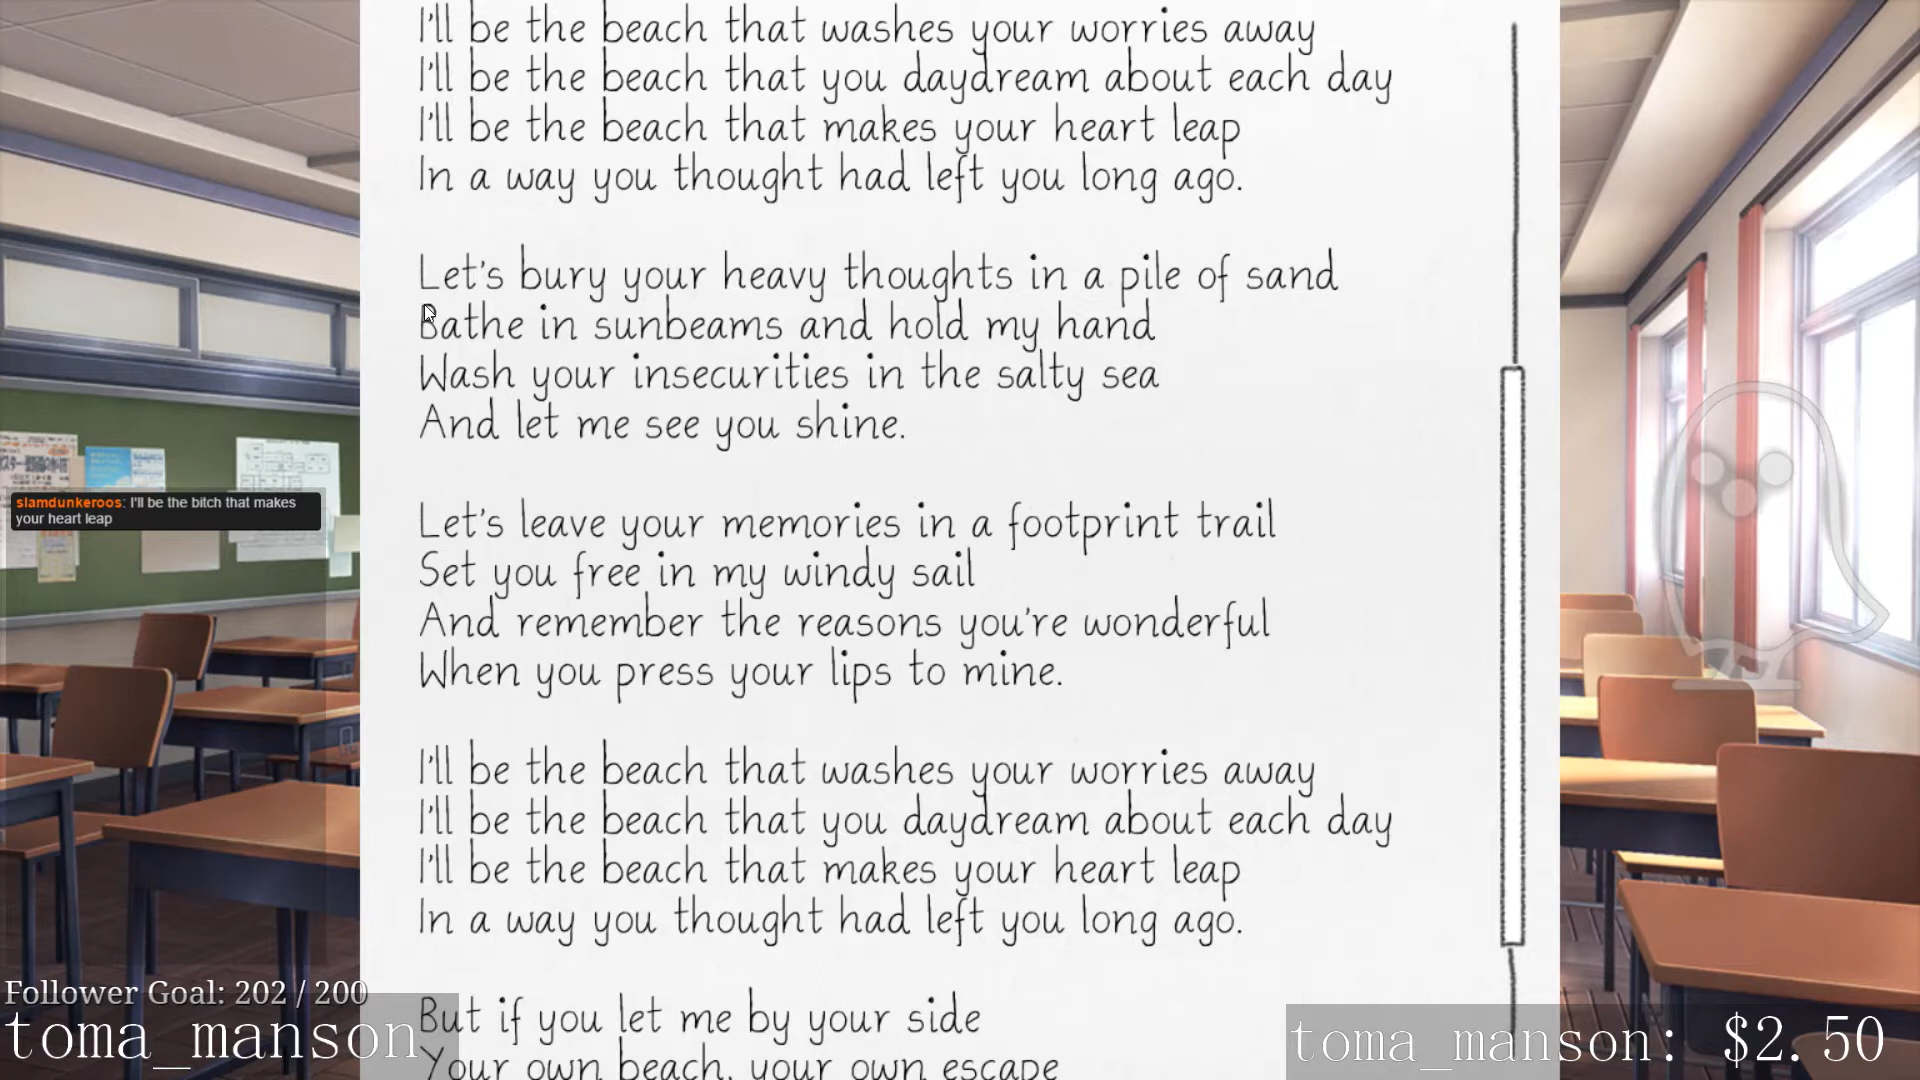 I'll be the beach that washes your worries away
I'll be the beach that you daydream about each day
I'll be the beach that makes your heart leap
In a way you thought had left you long ago.
Let's bury your heavy thoughts in a pile of sand
Bathe in sunbeams and hold my hand
Wash your insecurities in the salty sea
And let me see you shine.
slamdunkeroos: I'll be the bitch that makes
your heart leap
Let's leave your memories in a footprint trail
Set you free in my windy sail
And remember the reasons you're wonderful
When you press your lips to mine.
I'll be the beach that washes your worries away
I'll be the beach that you daydream about each day
I'll be the beach that makes your heart leap
In a way you thought had left you long ago.
But if you let me by your side
Your own beach, your own escape
Follower Goal: 202 / 200
toma_manson
toma_manson: $2.50